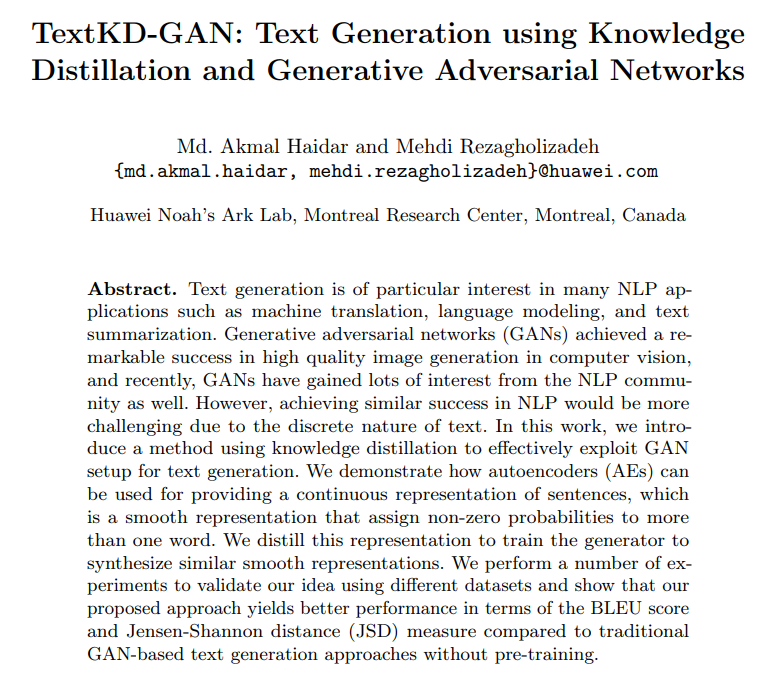 TextKD-GAN: Text Generation using Knowledge
Distillation and Generative Adversarial Networks
Md. Akmal Haidar and Mehdi Rezagholizadeh
{md.akmal.haidar, mehdi.rezagholizadeh}@huawei.com
Huawei Noah's Ark Lab, Montreal Research Center, Montreal, Canada
Abstract. Text generation is of particular interest in many NLP ap-
plications such as machine translation, language modeling, and text
summarization. Generative adversarial networks (GANs) achieved a re-
markable success in high quality image generation in computer vision,
and recently, GANs have gained lots of interest from the NLP commu-
nity as well. However, achieving similar success in NLP would be more
challenging due to the discrete nature of text. In this work, we intro-
duce a method using knowledge distillation to effectively exploit GAN
setup for text generation. We demonstrate how autoencoders (AEs) can
be used for providing a continuous representation of sentences, which
is a smooth representation that assign non-zero probabilities to more
than one word. We distill this representation to train the generator to
synthesize similar smooth representations. We perform a number of ex-
periments to validate our idea using different datasets and show that our
proposed approach yields better performance in terms of the BLEU score
and Jensen-Shannon distance (JSD) measure compared to traditional
GAN-based text generation approaches without pre-training.